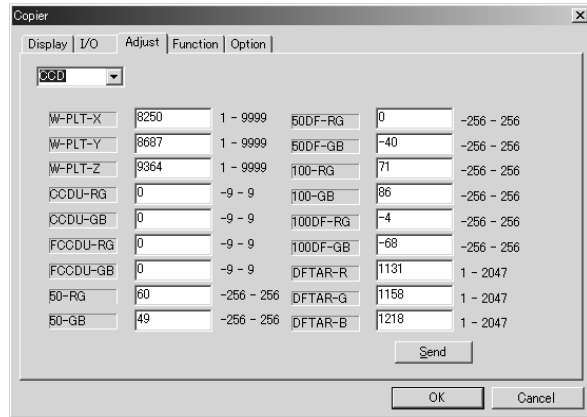 Copier
Display I/O Adjust Function Option
CCD
W-PLT-X 8250 1 - 9999 50DF-RG 0 -256 - 256
W-PLT-Y 8687 1 - 9999 50DF-GB -40 -256 - 256
W-PLT-Z 9364 1 - 9999 100-RG 71 -256 - 256
CCDU-RG 0 -9 - 9 100-GB 86 -256 - 256
CCDU-GB 0 -9 - 9 100DF-RG -4 -256 - 256
FCCDU-RG 0 -9 - 9 100DF-GB -68 -256 - 256
FCCDU-GB 0 -9 - 9 DFTAR-R 1131 1 - 2047
50-RG 60 -256 - 256 DFTAR-G 1158 1 - 2047
50-GB 49 -256 - 256 DFTAR-B 1218 1 - 2047
Send
OK Cancel